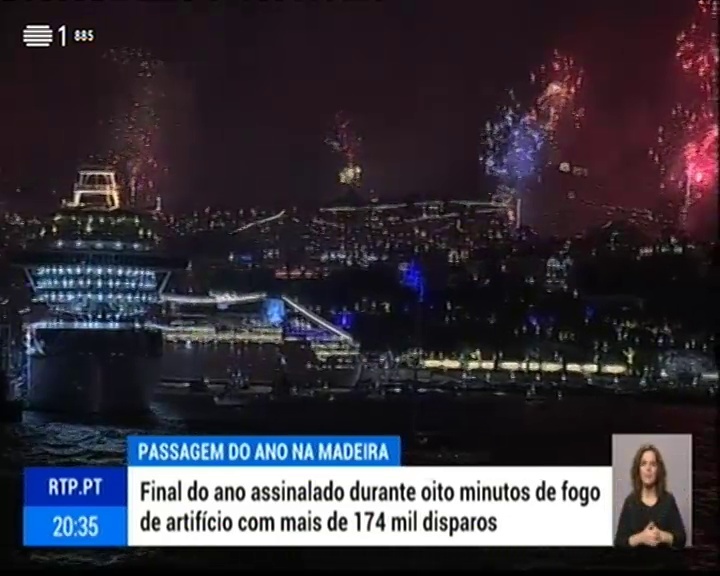 1 885
PASSAGEM DO ANO NA MADEIRA
RTP.PT
Final do ano assinalado durante oito minutos de fogo
20:35
de artifício com mais de 174 mil disparos